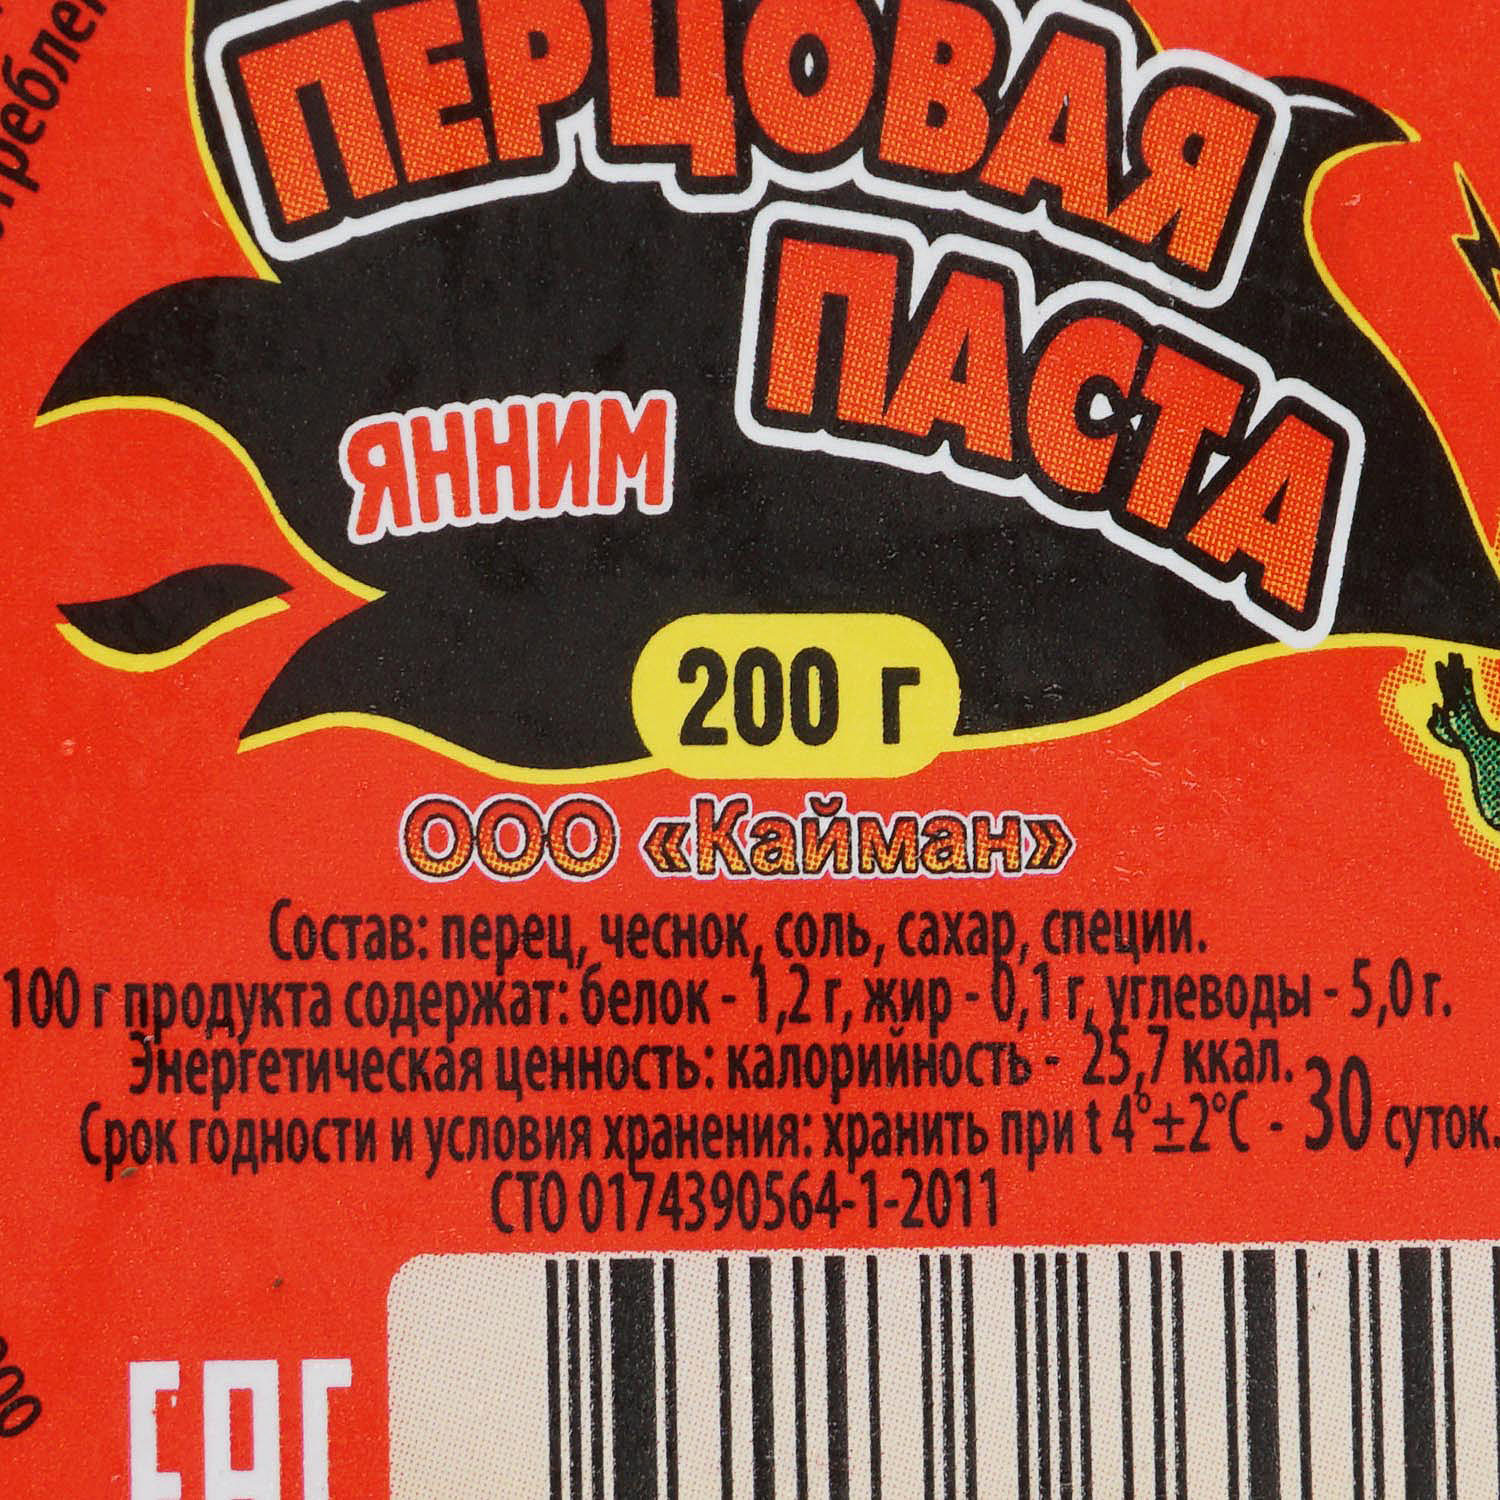 ПЕРЦОВАЯ
ПАСТА
ЯННИМ
200 г
ООО «Кайман»
Состав: перец, чеснок, соль, сахар, специи.
100 г продукта содержат: белок - 1,2 г, жир - 0,1 г, углеводы - 5,0 г.
Энергетическая ценность: калорийность - 25,7 ккал.
Срок годности и условия хранения: хранить при t 4°±2°С - 30 суток.
СТО 0174390564-1-2011
ЕАС